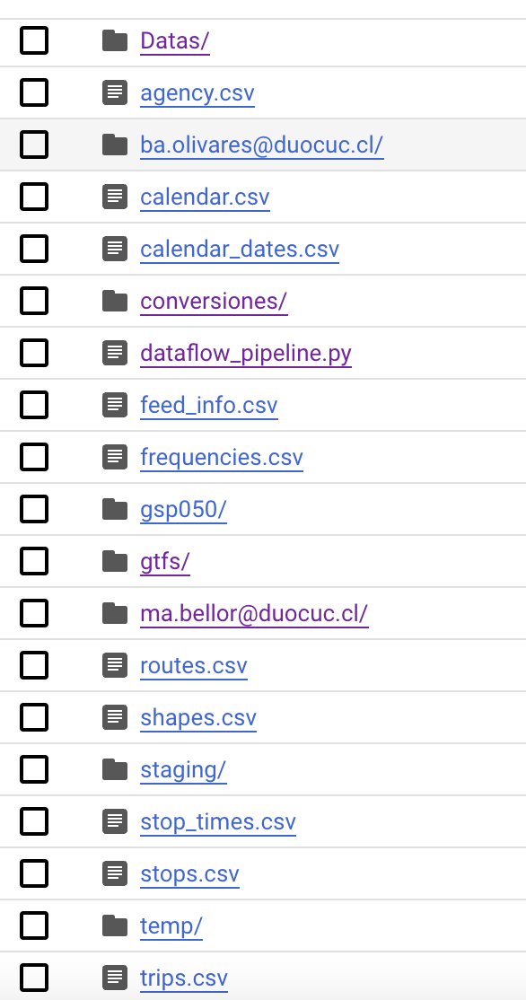 Datas/
agency.csv
ba.olivares@duocuc.cl/
calendar.csv
calendar_dates.csv
conversiones/
dataflow_pipeline.py
feed_info.csv
frequencies.csv
gsp050/
gtfs/
ma.bellor@duocuc.cl/
routes.csv
shapes.csv
staging/
stop_times.csv
stops.csv
temp/
trips.csv